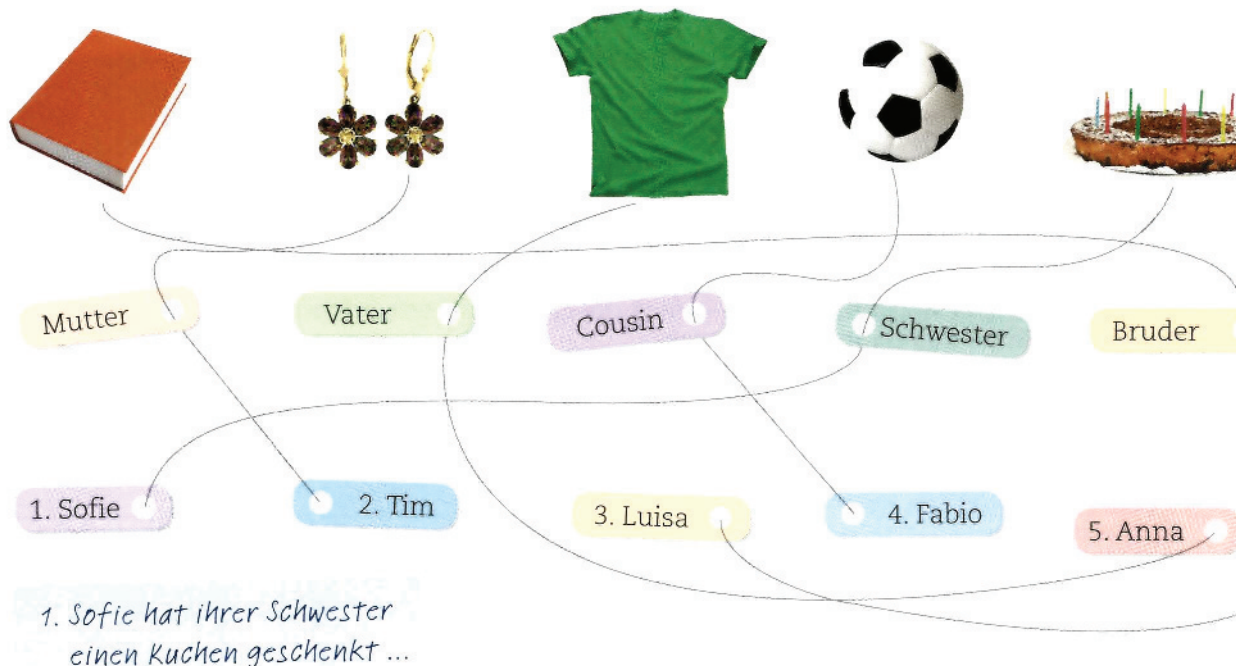 Mutter
Vater
Cousin
Schwester
Bruder
1. Sofie
2. Tim
3. Luisa
4. Fabio
5. Anna
1. Sofie hat ihrer Schwester
einen Kuchen geschenkt ...